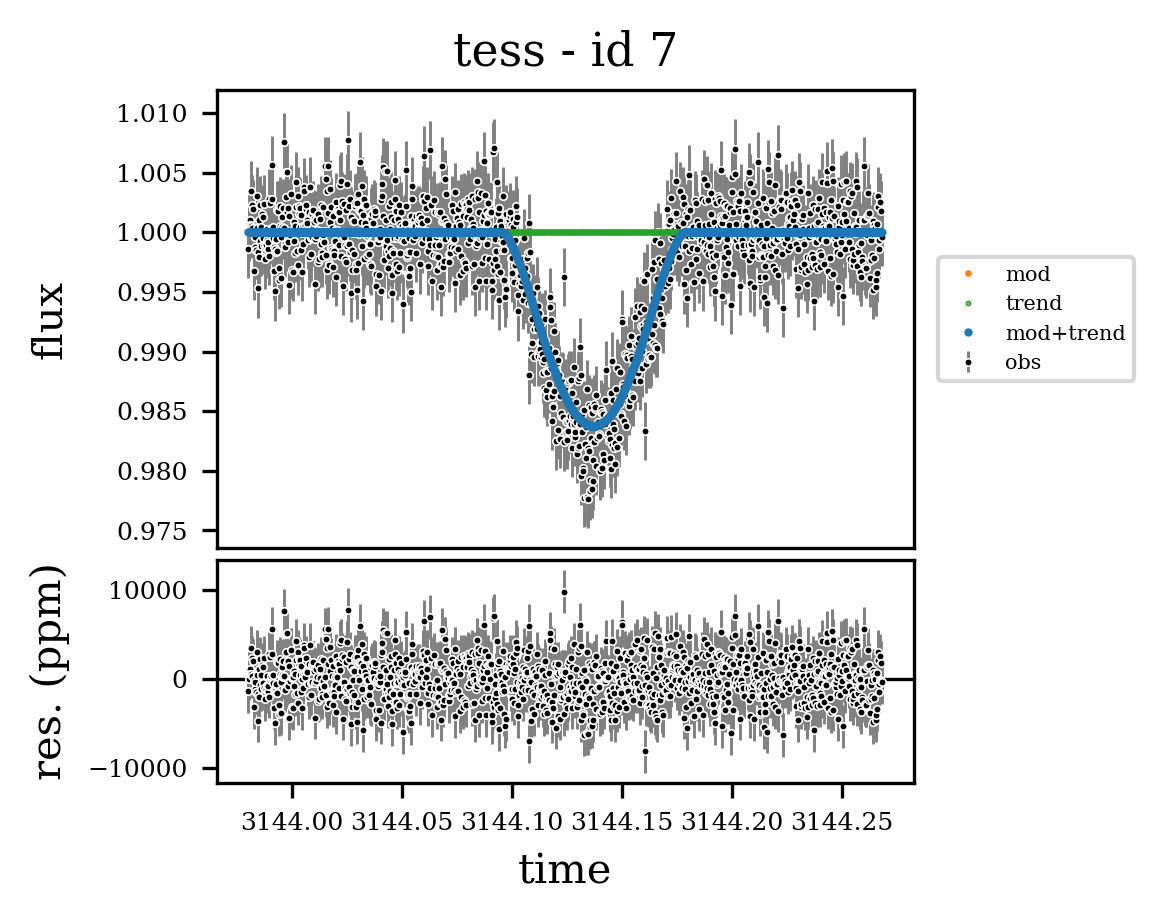 tess - id 7
flux
1.010
1.005
1.000
0.995
0.990
0.985
0.980
0.975
mod
trend
mod+trend
obs
res. (ppm)
10000
0
−10000
3144.00 3144.05 3144.10 3144.15 3144.20 3144.25
time